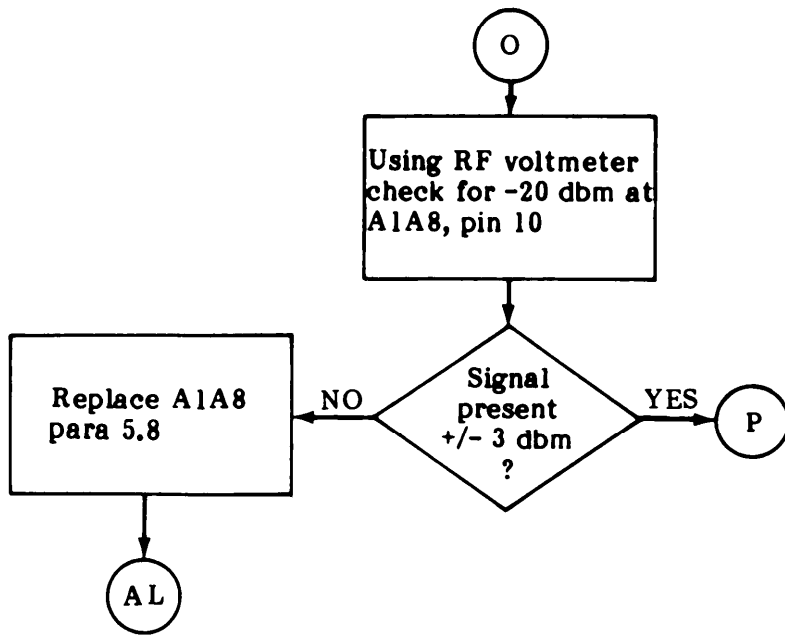 O
Using RF voltmeter
check for -20 dbm at
A1A8, pin 10
Signal
present
+/- 3 dbm
?
NO
YES
Replace A1A8
para 5.8
P
AL